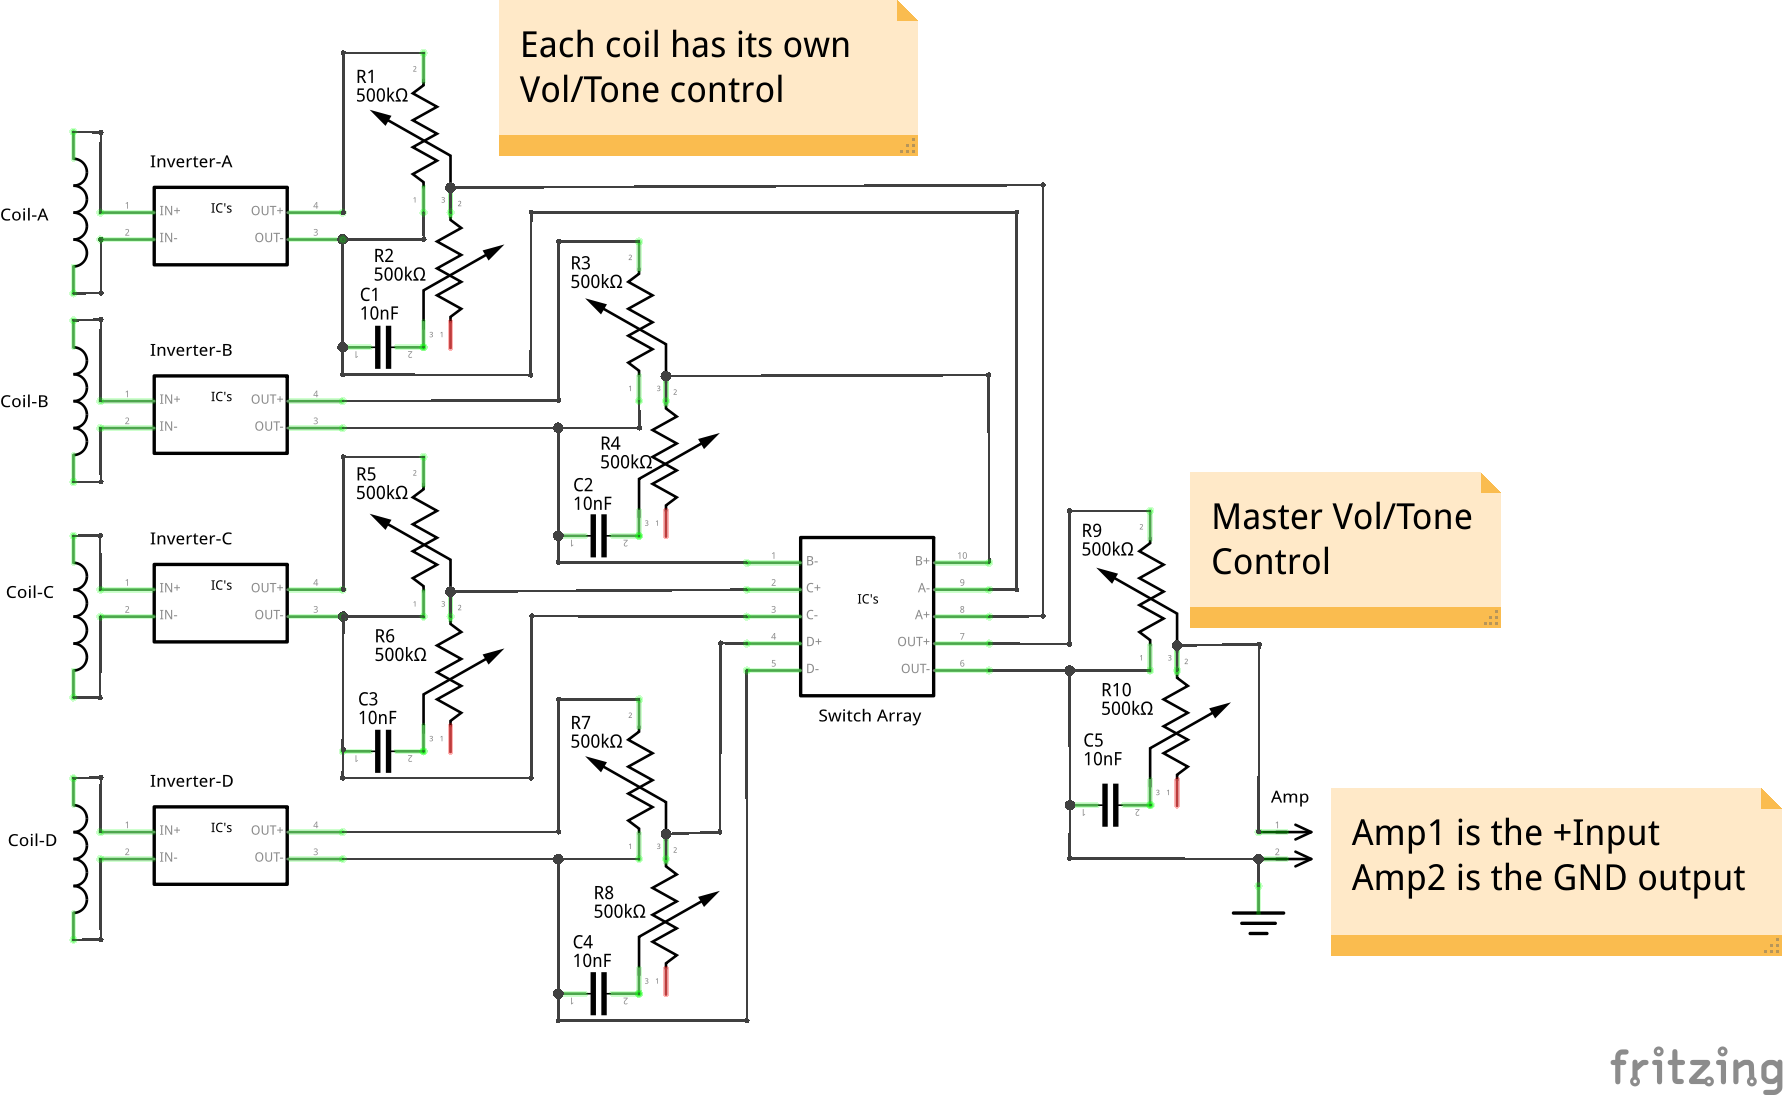 Each coil has its own
Vol/Tone control
2
R1
500kΩ
Inverter-A
Coil-A
1 IN+ IC's OUT+ 4
2 IN- OUT- 3
1 3 2
R2
500kΩ
C1
10nF
1 2 3 1
2
R3
500kΩ
Inverter-B
Coil-B
1 IN+ IC's OUT+ 4
2 IN- OUT- 3
1 3 2
R4
500kΩ
C2
10nF
1 2 3 1
2
R5
500kΩ
Inverter-C
Coil-C
1 IN+ IC's OUT+ 4
2 IN- OUT- 3
1 3 2
R6
500kΩ
C3
10nF
1 2 3 1
1 B- B+ 10
2 C+ IC's A- 9
3 C- A+ 8
4 D+ OUT+ 7
5 D- OUT- 6
Switch Array
2
R7
500kΩ
Inverter-D
Coil-D
1 IN+ IC's OUT+ 4
2 IN- OUT- 3
1 3 2
R8
500kΩ
C4
10nF
1 2 3 1
Master Vol/Tone
Control
2
R9
500kΩ
1 3 2
R10
500kΩ
C5
10nF
1 2 3 1
Amp
1
2
Amp1 is the +Input
Amp2 is the GND output
fritzing